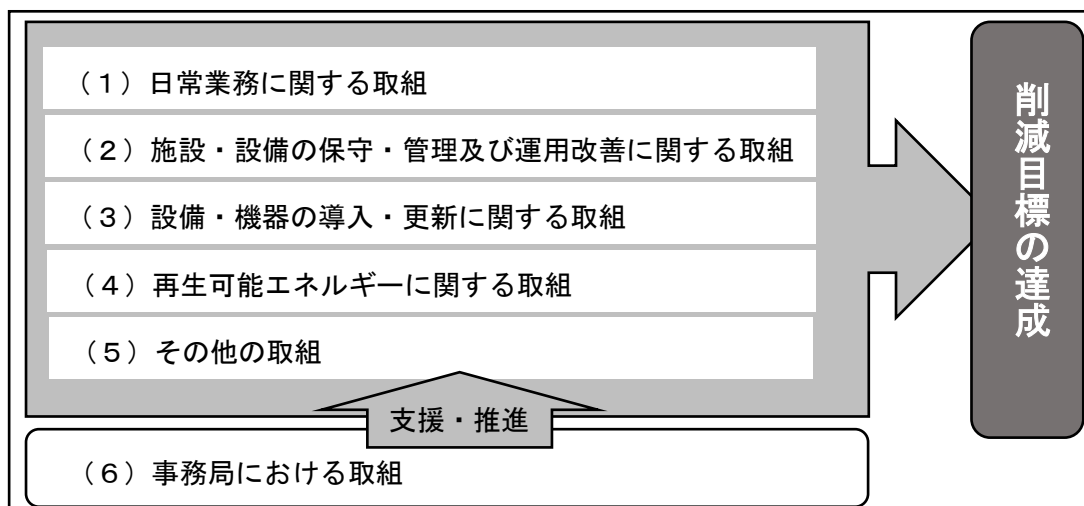 （１）日常業務に関する取組
（２）施設・設備の保守・管理及び運用改善に関する取組
（３）設備・機器の導入・更新に関する取組
（４）再生可能エネルギーに関する取組
（５）その他の取組
支援・推進
（６）事務局における取組
削減目標の達成